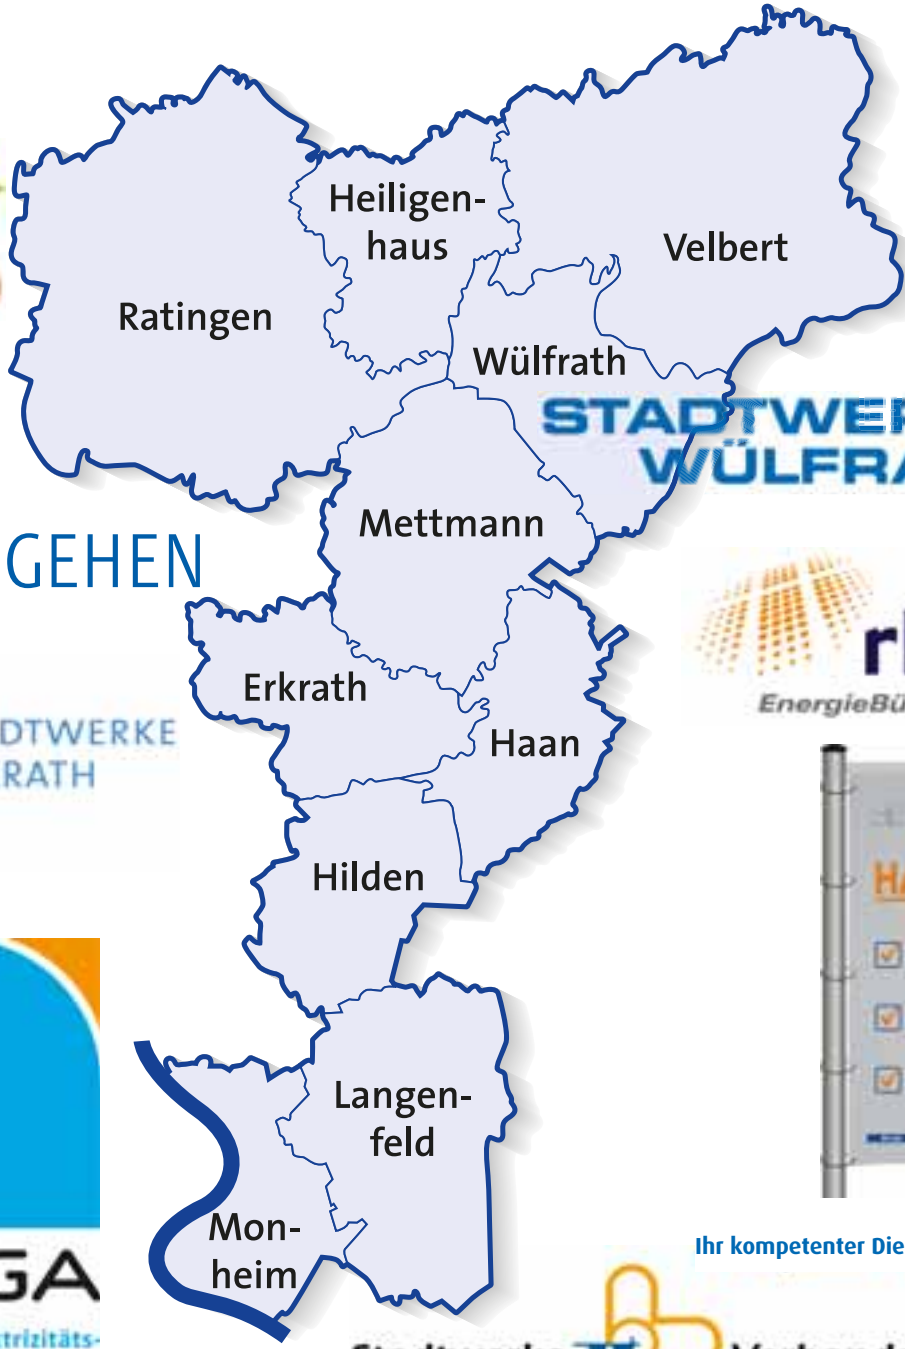 Heiligen-
haus
Velbert
Ratingen
Wülfrath
STADTWER
WÜLFRA
Mettmann
GEHEN
Erkrath
EnergieBü
DTWERKE
RATH
Haan
Hilden
Langen-
feld
Mon-
heim
GA
trizitäts-
Ihr kompetenter Die